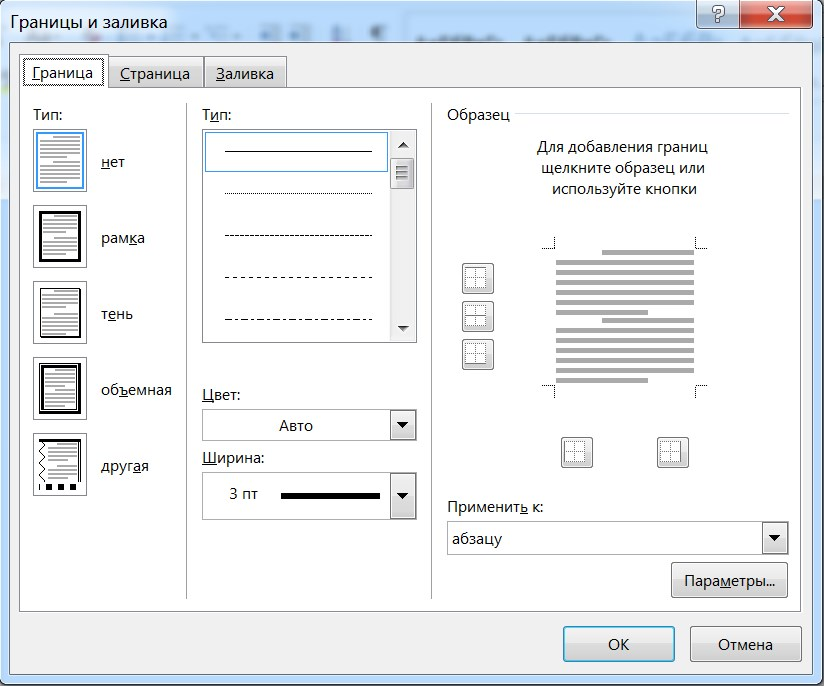 Границы и заливка
?
Граница
Страница
Заливка
Тип:
нет
рамка
тень
объемная
другая
Тип:
Цвет:
Авто
Ширина:
3 пт
Образец
Для добавления границ
щелкните образец или
используйте кнопки
Применить к:
абзацу
Параметры...
ОК
Отмена